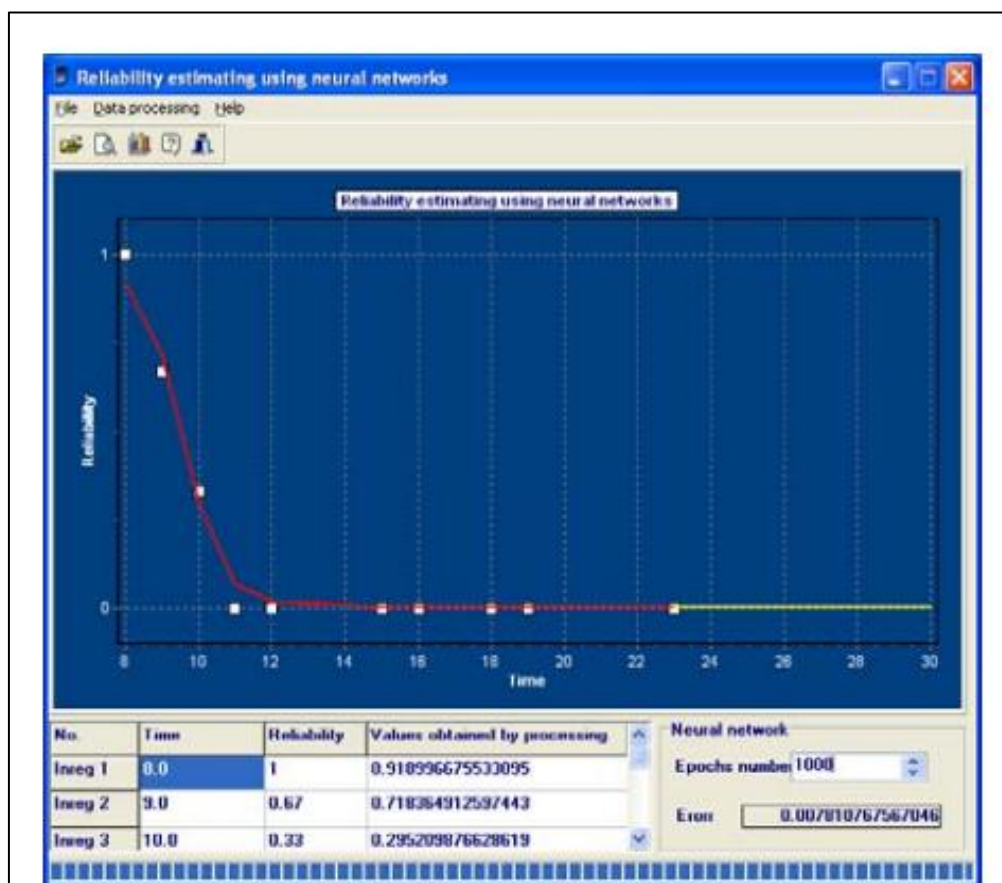 Reliability estimating using neural networks
File Data processing Help
Reliability estimating using neural networks
1
0
Reliability
8 10 12 14 16 18 20 22 24 26 28 30
Time
No. Time Reliability Values obtained by processing
Inreg 1 8.0 1 0.918996675533095
Inreg 2 9.0 0.67 0.718364912597443
Inreg 3 10.0 0.33 0.295209876628619
Neural network
Epochs number 1000
Erori 0.007810767567046